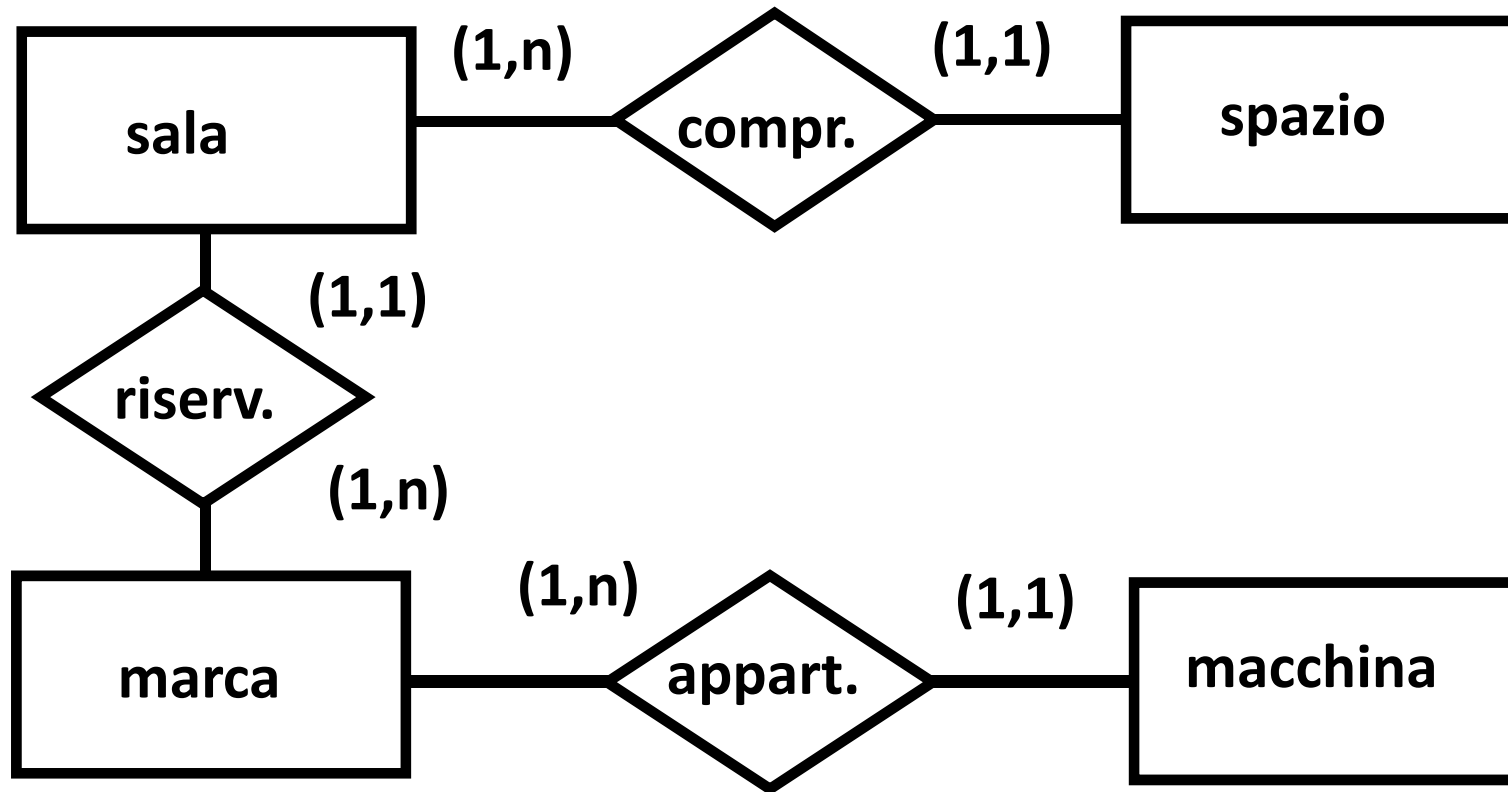 sala
(1,n)
compr.
(1,1)
spazio
(1,1)
riserv.
(1,n)
marca
(1,n)
appart.
(1,1)
macchina